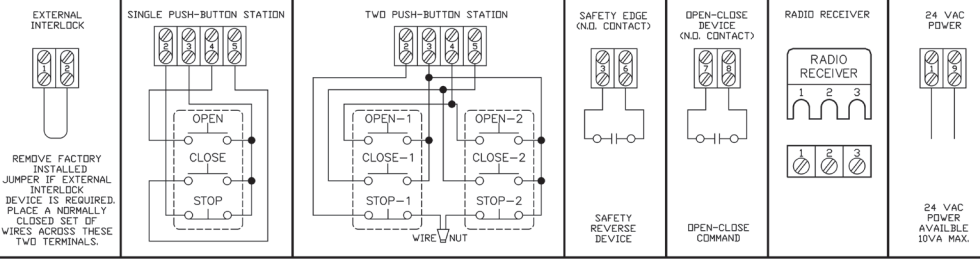 EXTERNAL
INTERLOCK
1 2
REMOVE FACTORY
INSTALLED
JUMPER IF EXTERNAL
INTERLOCK
DEVICE IS REQUIRED.
PLACE A NORMALLY
CLOSED SET OF
WIRES ACROSS THESE
TWO TERMINALS.
SINGLE PUSH-BUTTON STATION
2 3 4 5
OPEN
CLOSE
STOP
TWO PUSH-BUTTON STATION
2 3 4 5
OPEN-1 OPEN-2
CLOSE-1 CLOSE-2
STOP-1 STOP-2
WIRE NUT
SAFETY EDGE
(N.O. CONTACT)
3 6
SAFETY
REVERSE
DEVICE
OPEN-CLOSE
DEVICE
(N.O. CONTACT)
7 8
OPEN-CLOSE
COMMAND
RADIO RECEIVER
RADIO
RECEIVER
1 2 3
1 2 3
24 VAC
POWER
1 9
24 VAC
POWER
AVAILBLE
10VA MAX.